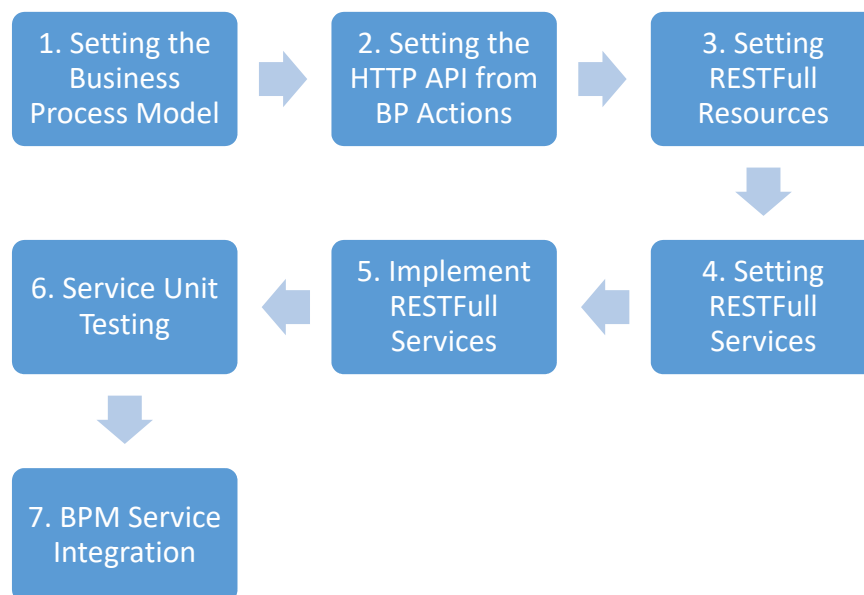 1. Setting the
Business
Process Model
2. Setting the
HTTP API from
BP Actions
3. Setting
RESTFull
Resources
4. Setting
RESTFull
Services
5. Implement
RESTFull
Services
6. Service Unit
Testing
7. BPM Service
Integration